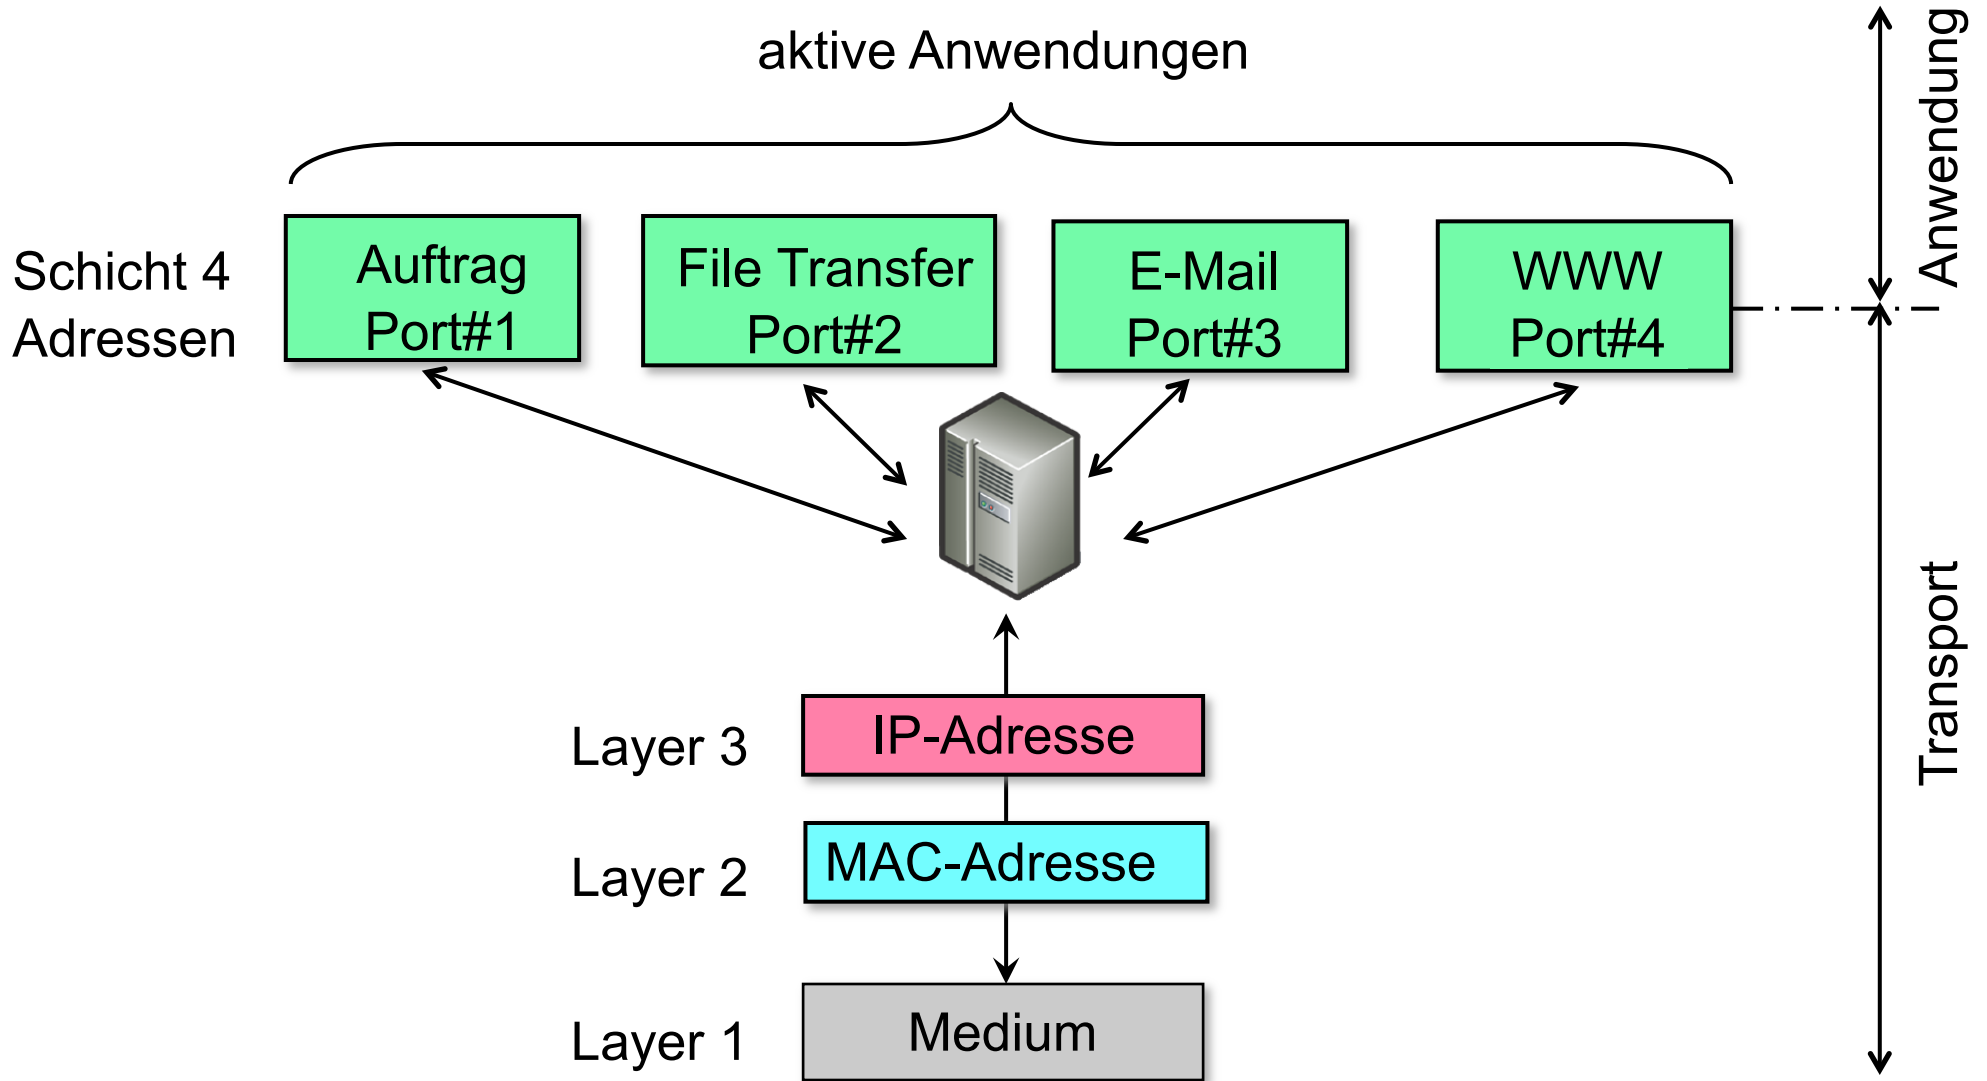 aktive Anwendungen
Anwendung
Schicht 4
Adressen
Auftrag
Port#1
File Transfer
Port#2
E-Mail
Port#3
WWW
Port#4
Transport
Layer 3
IP-Adresse
Layer 2
MAC-Adresse
Layer 1
Medium